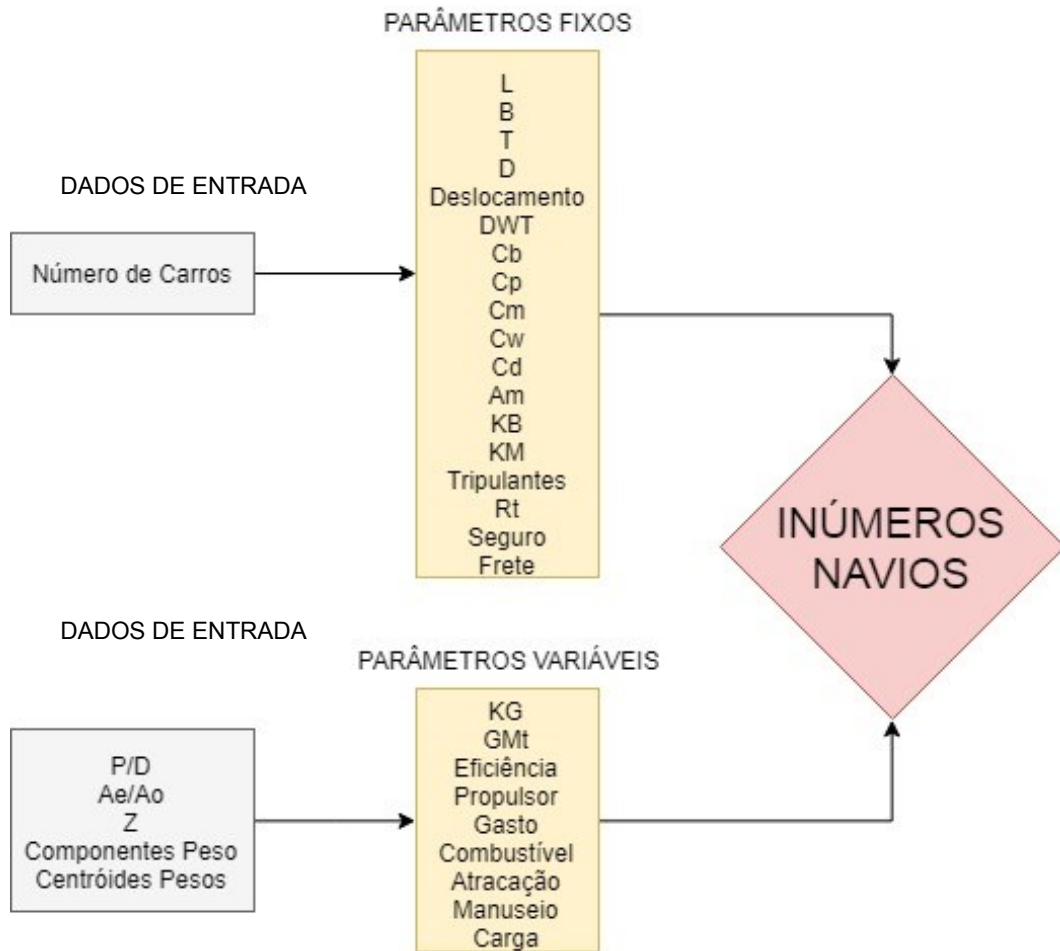 PARÂMETROS FIXOS
L
B
T
D
Deslocamento
DWT
Cb
Cp
Cm
Cw
Cd
Am
KB
KM
Tripulantes
Rt
Seguro
Frete
DADOS DE ENTRADA
Número de Carros
INÚMEROS
NAVIOS
DADOS DE ENTRADA
P/D
Ae/Ao
Z
Componentes Peso
Centróides Pesos
PARÂMETROS VARIÁVEIS
KG
GMt
Eficiência
Propulsor
Gasto
Combustível
Atracação
Manuseio
Carga